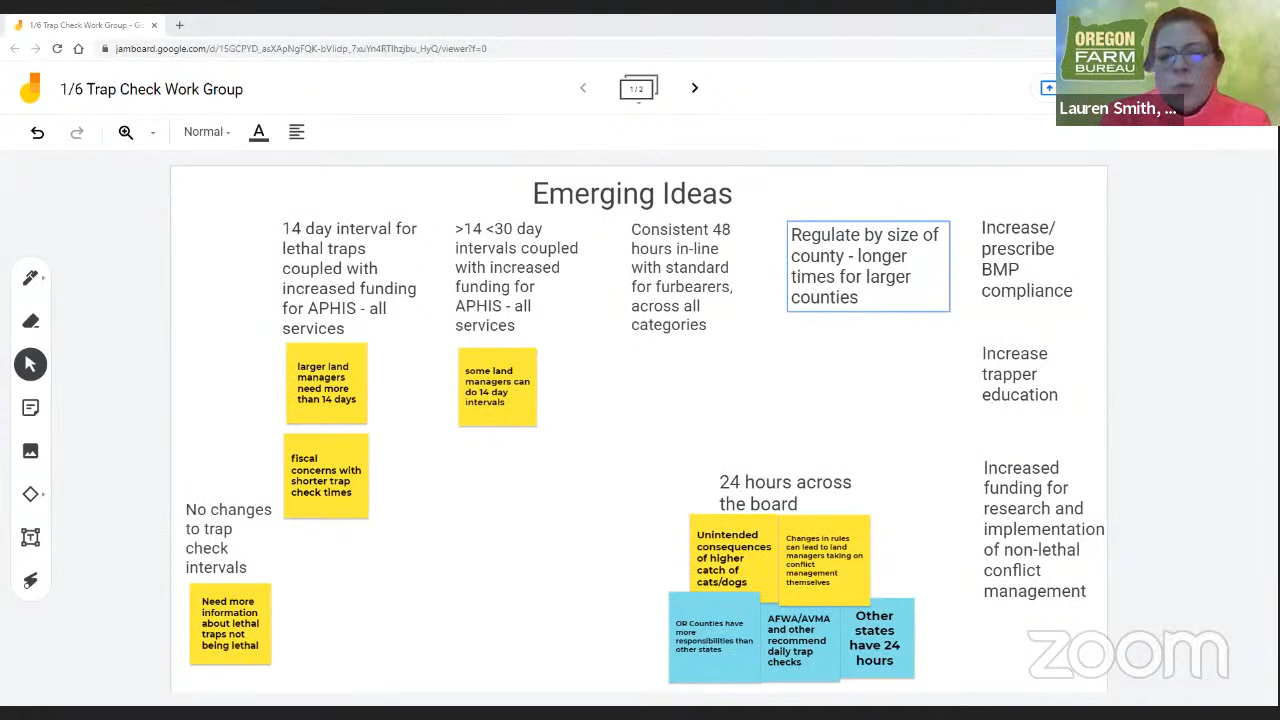 1/6 Trap Check Work Group - Go
jamboard.google.com/d/
/viewer?f=0
1/6 Trap Check Work Group
1/2
Normal
A
OREGON
FARM
BUREAU
Lauren Smith, ...
Emerging Ideas
14 day interval for
lethal traps
coupled with
increased funding
for APHIS - all
services
larger land
managers
need more
than 14 days
fiscal
concerns with
shorter trap
check times
>14 <30 day
intervals coupled
with increased
funding for
APHIS - all
services
some land
managers can
do 14 day
intervals
Consistent 48
hours in-line
with standard
for furbearers,
across all
categories
Regulate by size of
county - longer
times for larger
counties
Increase/
prescribe
BMP
compliance
Increase
trapper
education
Increased
funding for
research and
implementation
of non-lethal
conflict
management
No changes
to trap
check
intervals
Need more
information
about lethal
traps not
being lethal
24 hours across
the board
Unintended
consequences
of higher
catch of
cats/dogs
Changes in rules
can lead to land
managers taking on
conflict
management
themselves
OR Counties have
more
responsibilities than
other states
AFWA/AVMA
and other
recommend
daily trap
checks
Other
states
have 24
hours
zoom